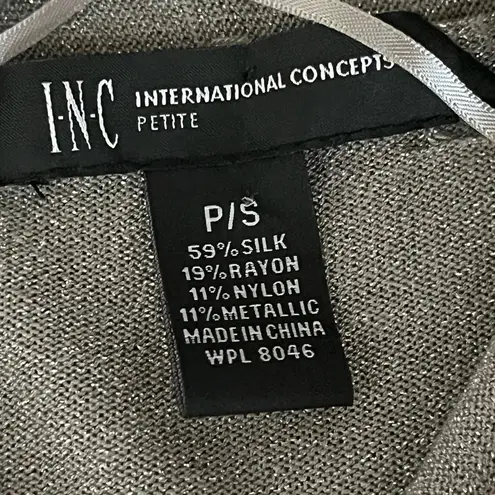 I·N·C INTERNATIONAL CONCEPTS
PETITE
P/S
59% SILK
19% RAYON
11% NYLON
11% METALLIC
MADE IN CHINA
WPL 8046